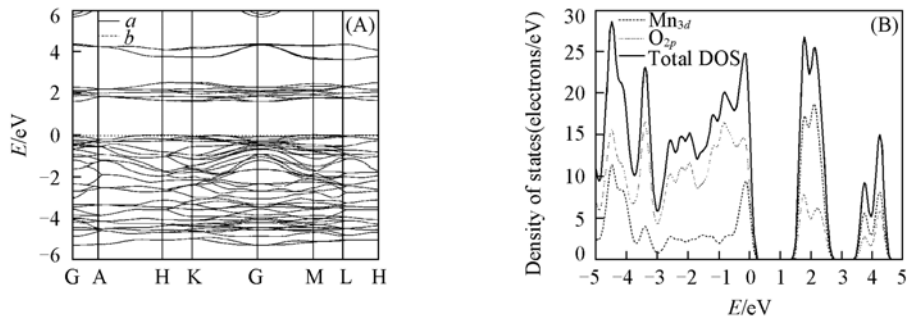 (A)
a
b
E/eV
6
4
2
0
−2
−4
−6
G A H K G M L H
(B)
Mn3d
O2p
Total DOS
Density of states(electrons/eV)
30
25
20
15
10
5
0
−5 −4 −3 −2 −1 0 1 2 3 4 5
E/eV